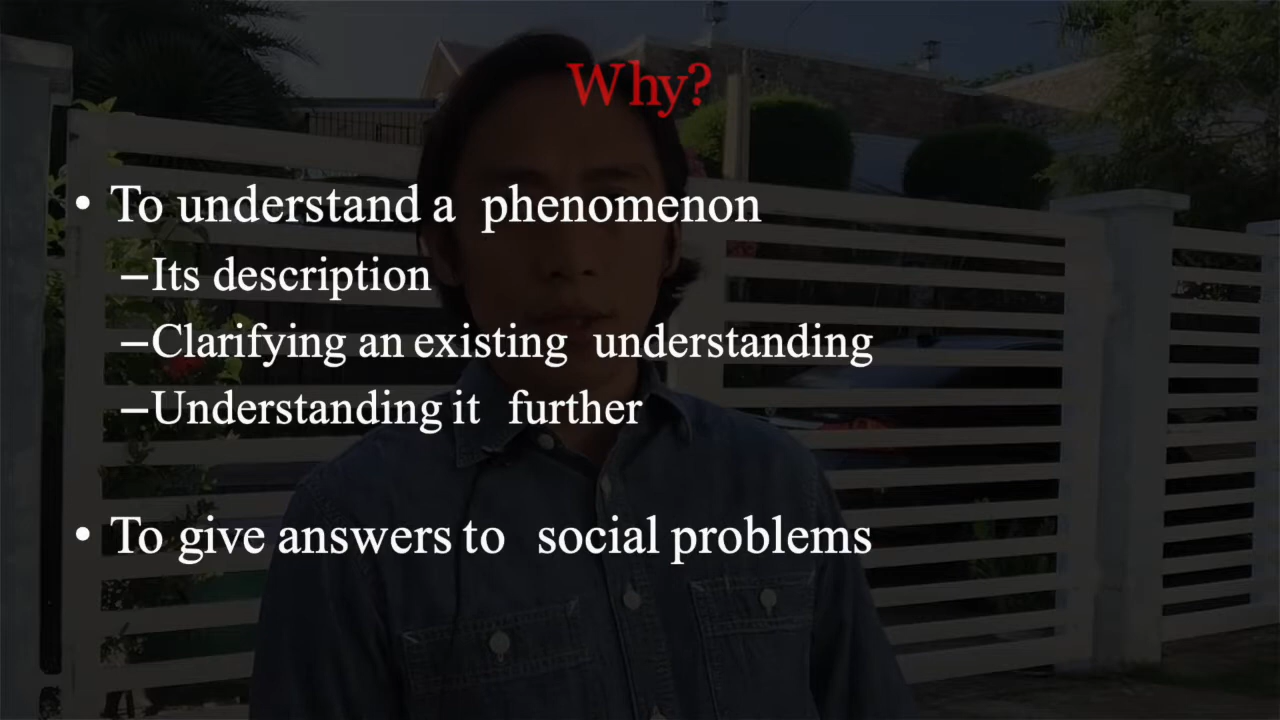 Why?
• To understand a phenomenon
–Its description
–Clarifying an existing understanding
–Understanding it further
• To give answers to social problems